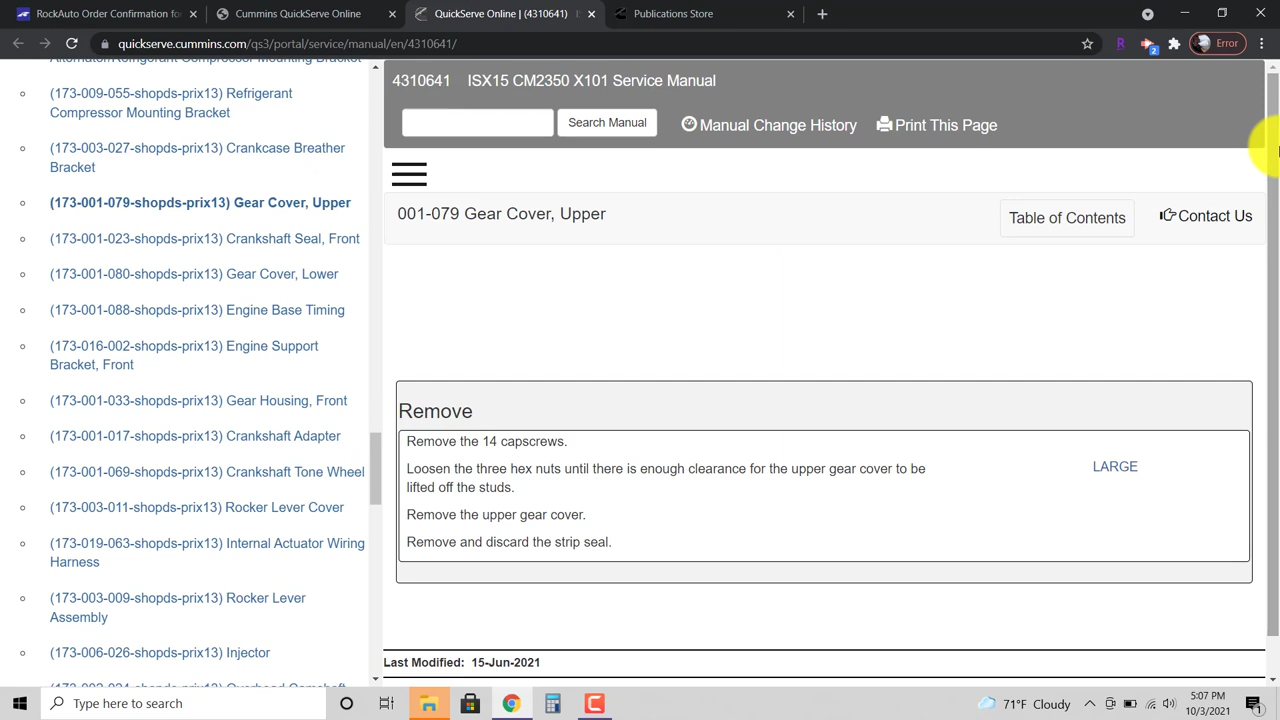 RockAuto Order Confirmation for
Cummins QuickServe Online
QuickServe Online | (4310641)
Publications Store
quickserve.cummins.com/qs3/portal/service/manual/en/4310641/
R
2
Error
Alternator/Refrigerant Compressor Mounting Bracket
(173-009-055-shopds-prix13) Refrigerant
Compressor Mounting Bracket
(173-003-027-shopds-prix13) Crankcase Breather
Bracket
(173-001-079-shopds-prix13) Gear Cover, Upper
(173-001-023-shopds-prix13) Crankshaft Seal, Front
(173-001-080-shopds-prix13) Gear Cover, Lower
(173-001-088-shopds-prix13) Engine Base Timing
(173-016-002-shopds-prix13) Engine Support
Bracket, Front
(173-001-033-shopds-prix13) Gear Housing, Front
(173-001-017-shopds-prix13) Crankshaft Adapter
(173-001-069-shopds-prix13) Crankshaft Tone Wheel
(173-003-011-shopds-prix13) Rocker Lever Cover
(173-019-063-shopds-prix13) Internal Actuator Wiring
Harness
(173-003-009-shopds-prix13) Rocker Lever
Assembly
(173-006-026-shopds-prix13) Injector
4310641 ISX15 CM2350 X101 Service Manual
Search Manual
Manual Change History
Print This Page
001-079 Gear Cover, Upper
Table of Contents
Contact Us
Remove
Remove the 14 capscrews.
Loosen the three hex nuts until there is enough clearance for the upper gear cover to be
lifted off the studs.
LARGE
Remove the upper gear cover.
Remove and discard the strip seal.
Last Modified: 15-Jun-2021
Type here to search
71°F Cloudy
5:07 PM
10/3/2021
1